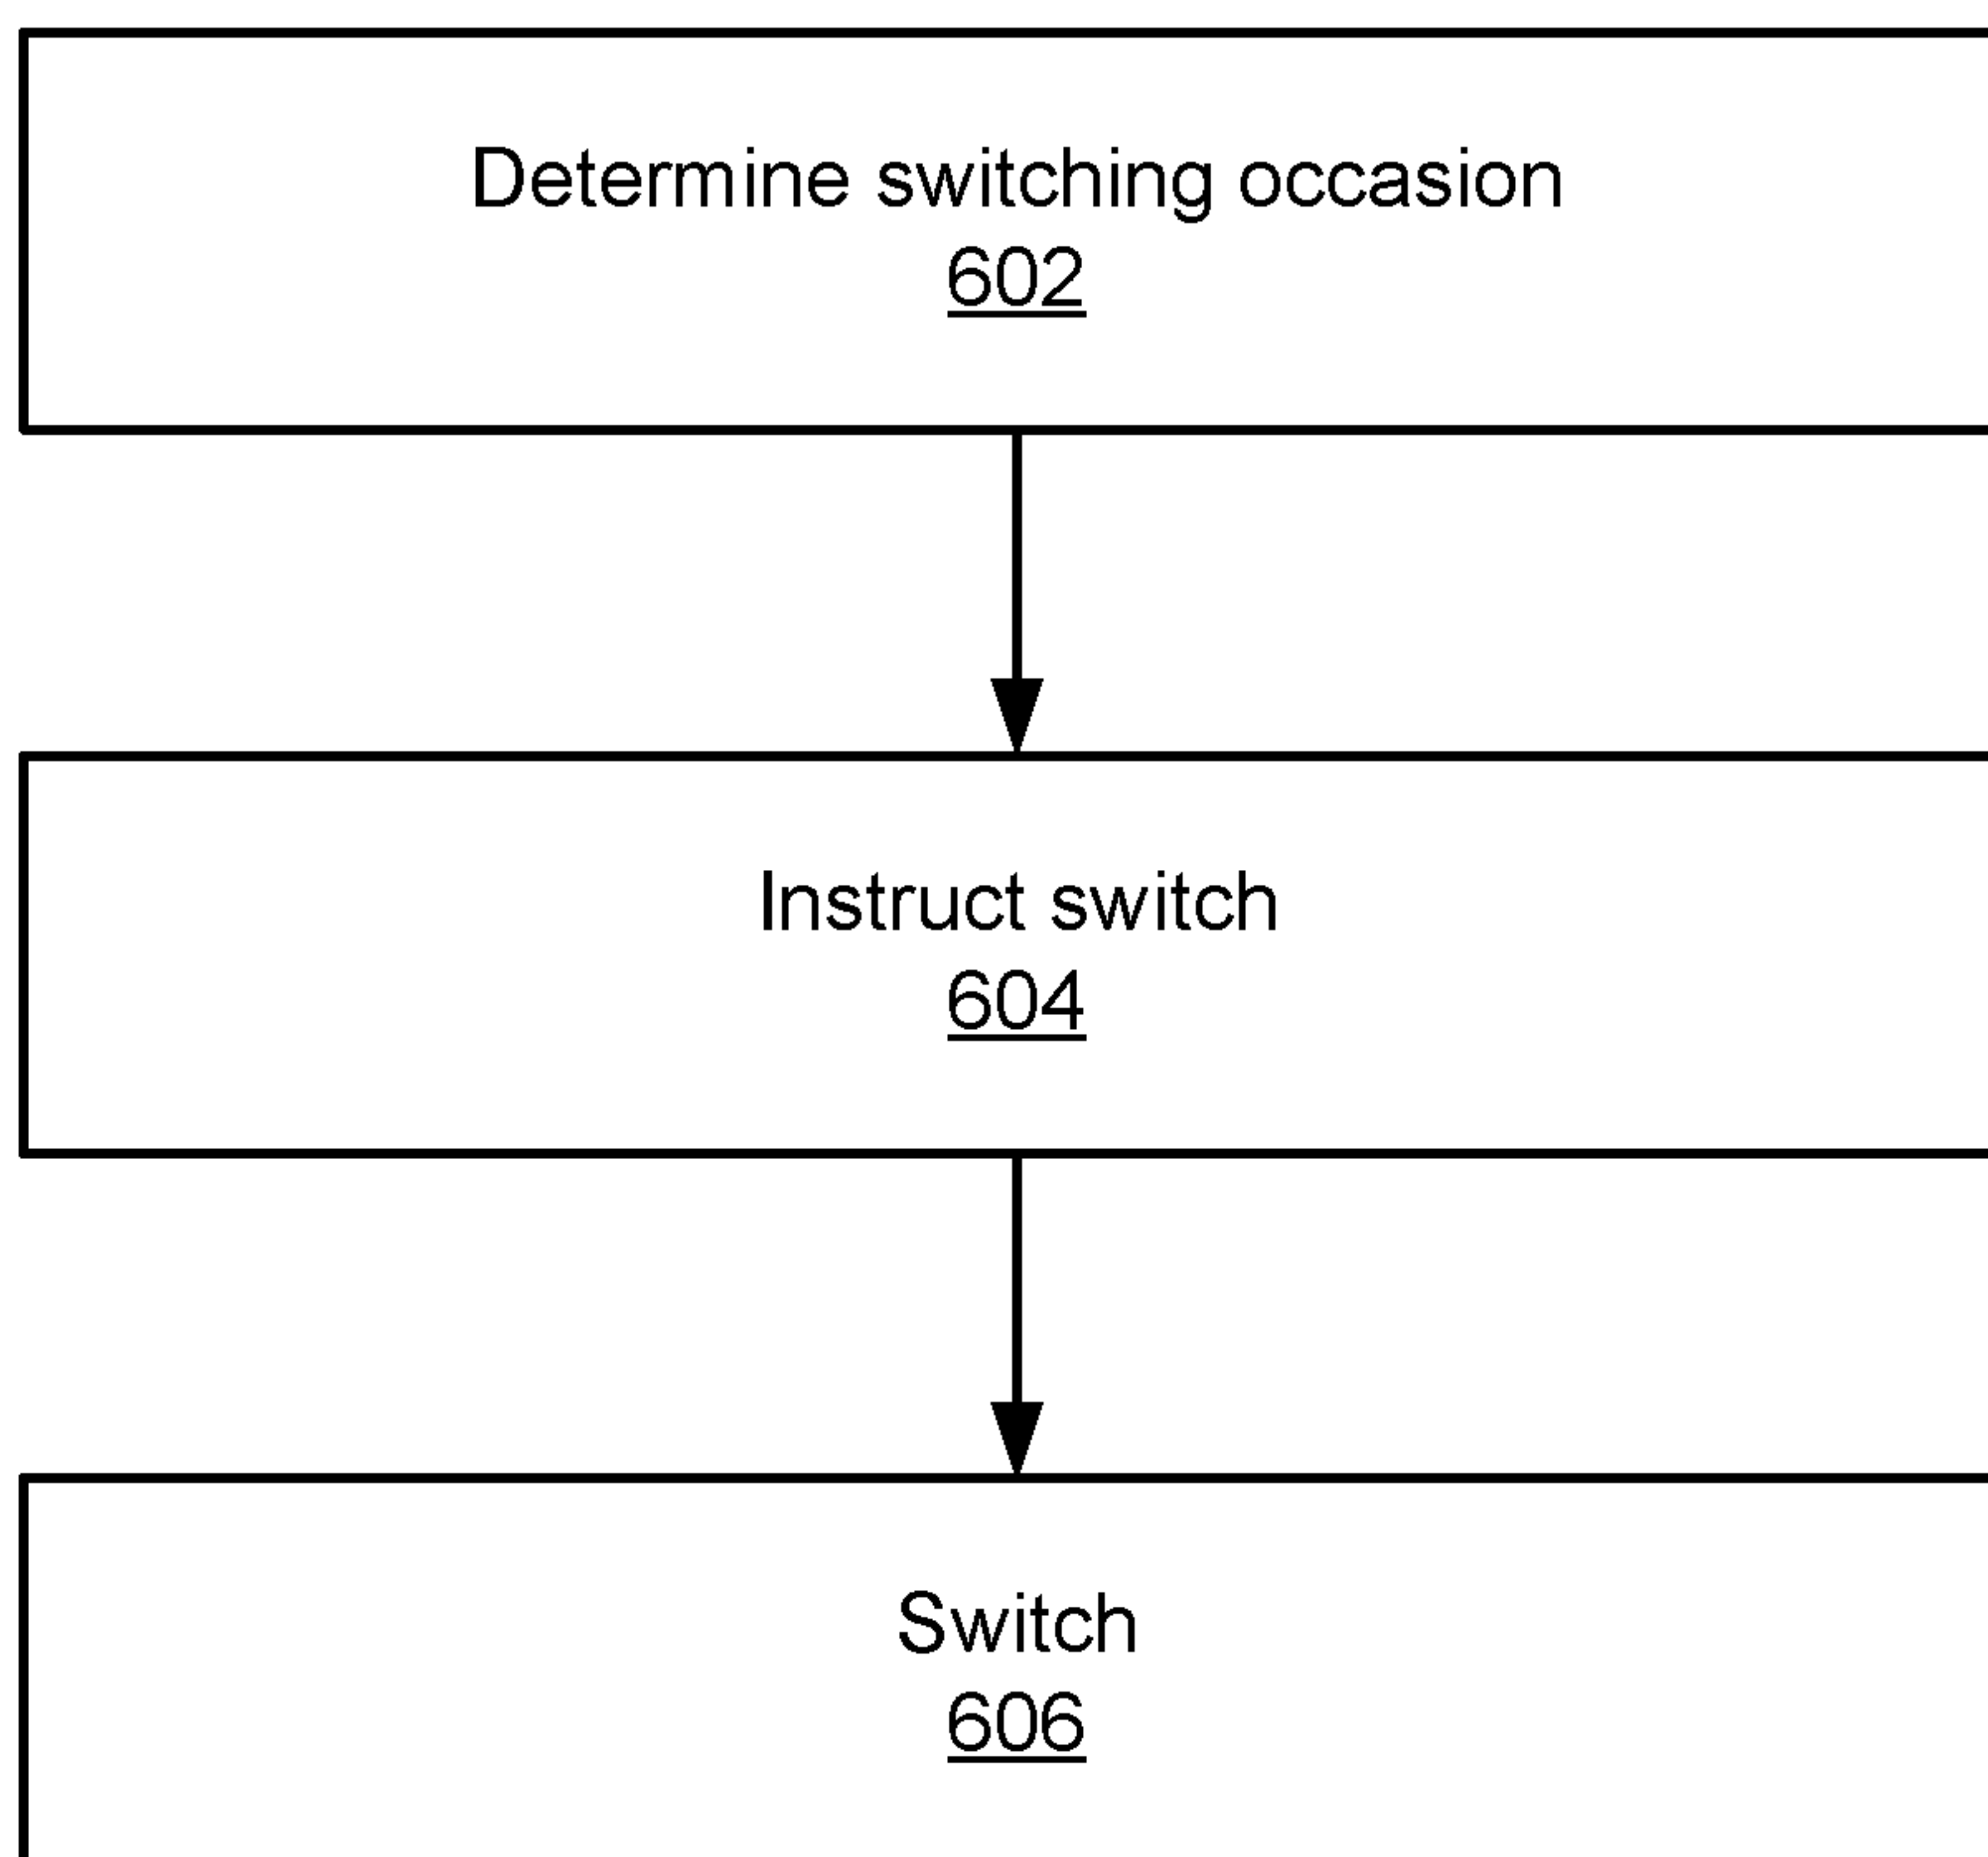 Determine switching occasion
602
Instruct switch
604
Switch
606